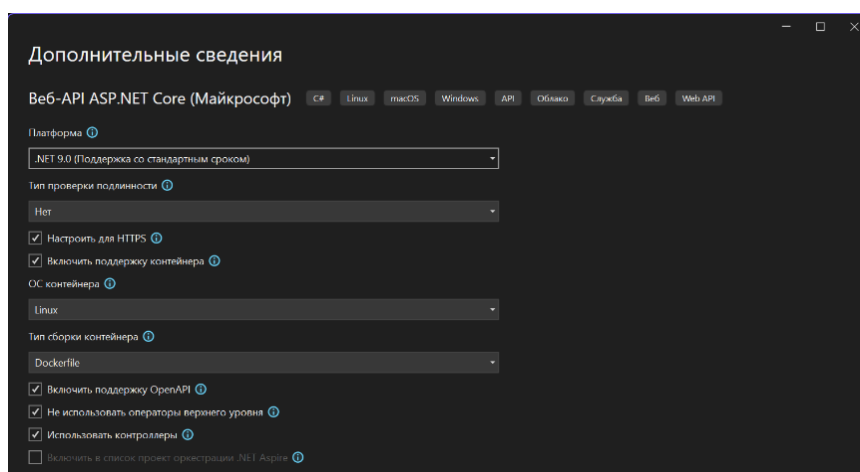 Дополнительные сведения
Веб-API ASP.NET Core (Майкрософт) C# Linux macOS Windows API Облако Служба Веб Web API
Платформа
.NET 9.0 (Поддержка со стандартным сроком)
Тип проверки подлинности
Нет
Настроить для HTTPS
Включить поддержку контейнера
ОС контейнера
Linux
Тип сборки контейнера
Dockerfile
Включить поддержку OpenAPI
Не использовать операторы верхнего уровня
Использовать контроллеры
Включить в список проект оркестрации .NET Aspire